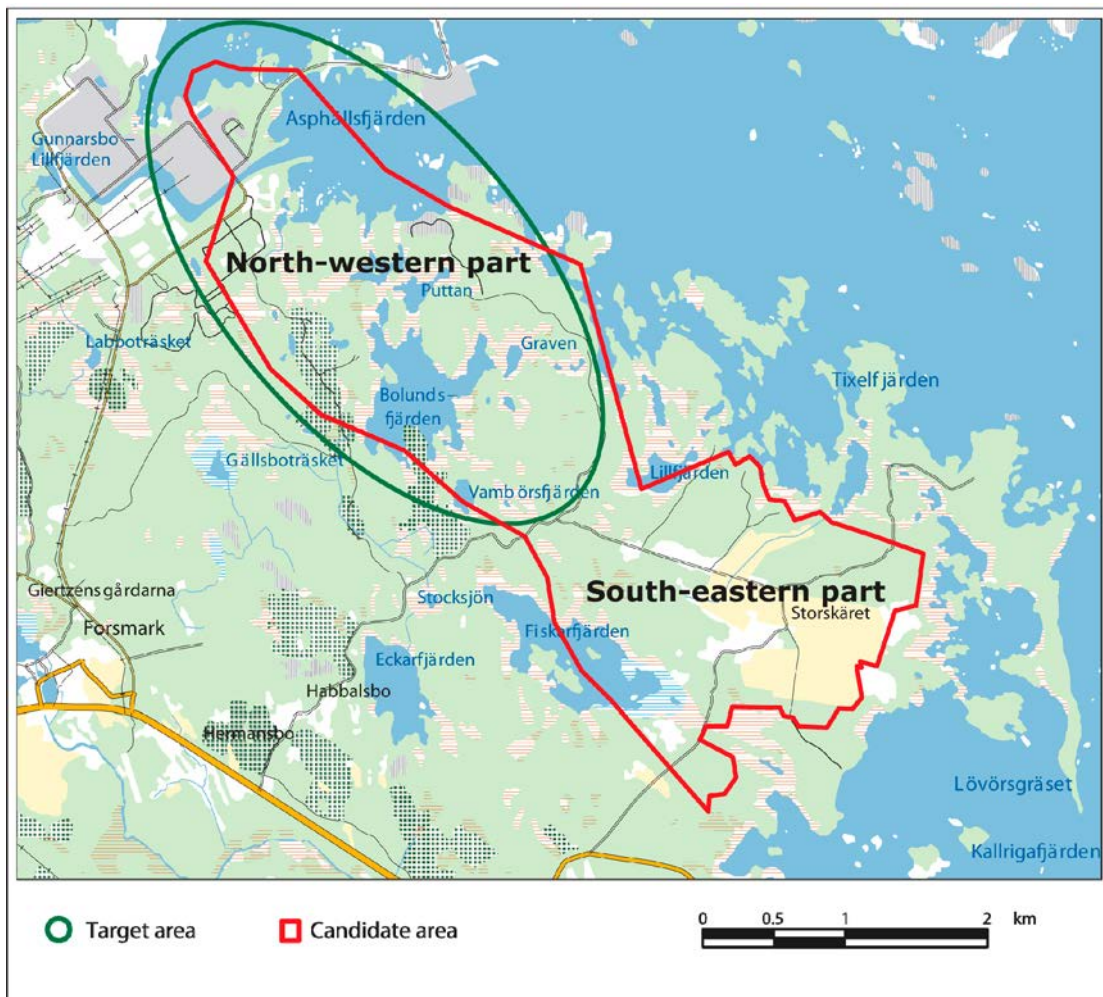 Asphällsfjärden
Gunnarsbo –
Lillfjärden
North-western part
Puttan
Labboträsket
Graven
Tixelfjärden
Bolunds-
fjärden
Gällsboträsket
Lillfjärden
Vambörsfjärden
South-eastern part
Giertzens gårdarna
Stocksjön
Storskäret
Forsmark
Fiskarfjärden
Eckarfjärden
Habbalsbo
Hermansbo
Lövörsgräset
Kallrigafjärden
Target area
Candidate area
0 0.5 1 2 km